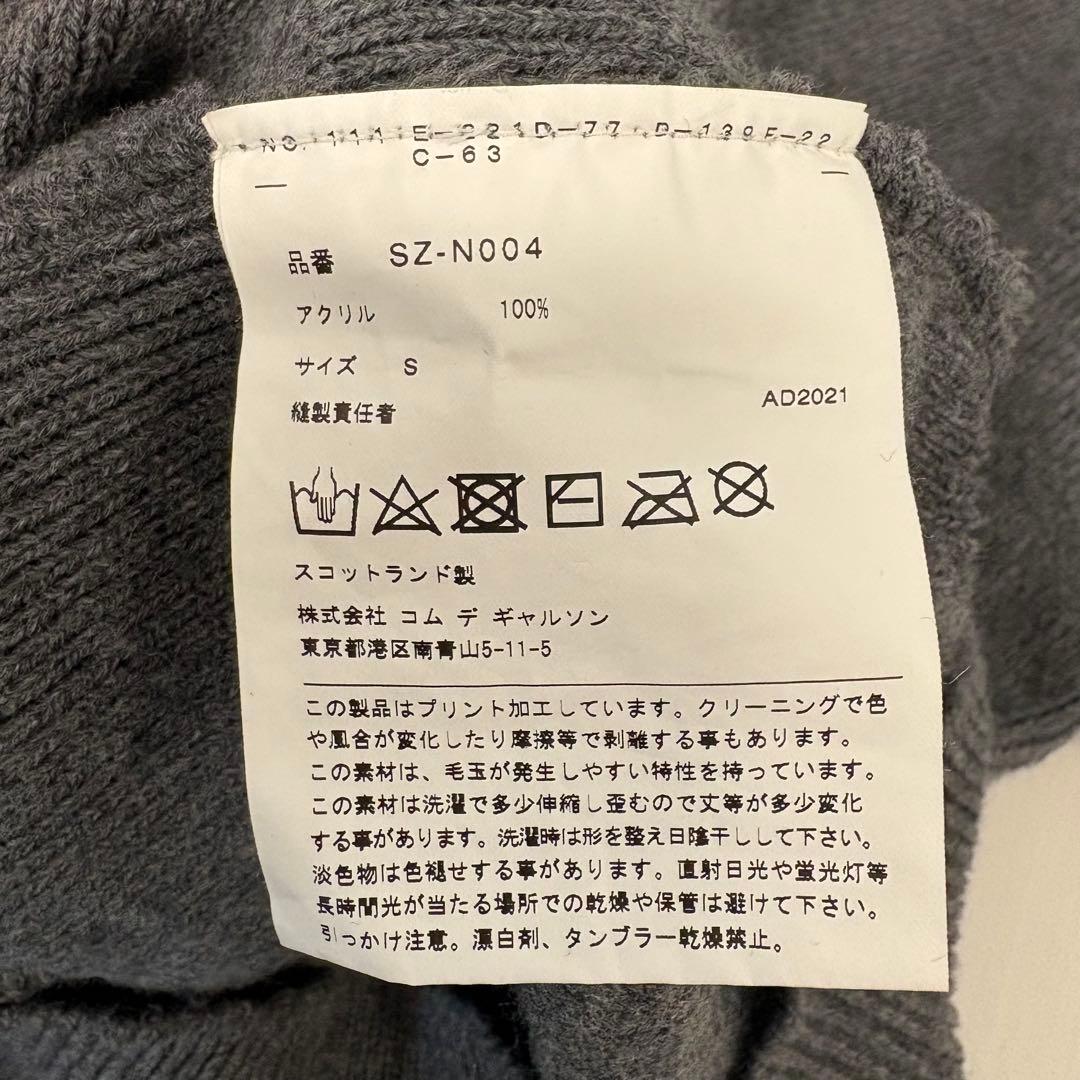 NO. 111 E-221D-77 B-139F-22
C-63
品番 SZ-N004
アクリル 100%
サイズ S
縫製責任者
AD2021
スコットランド製
株式会社 コム デ ギャルソン
東京都港区南青山5-11-5
この製品はプリント加工しています。クリーニングで色
や風合が変化したり摩擦等で剥離する事もあります。
この素材は、毛玉が発生しやすい特性を持っています。
この素材は洗濯で多少伸縮し歪むので丈等が多少変化
する事があります。洗濯時は形を整え日陰干しして下さい。
淡色物は色褪せする事があります。直射日光や蛍光灯等
長時間光が当たる場所での乾燥や保管は避けて下さい。
引っかけ注意。漂白剤、タンブラー乾燥禁止。